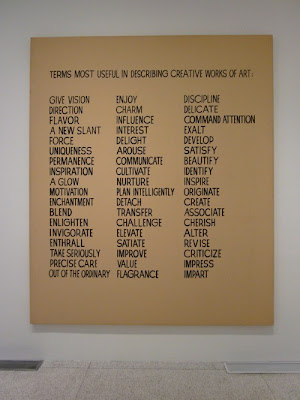 TERMS MOST USEFUL IN DESCRIBING CREATIVE WORKS OF ART:
GIVE VISION ENJOY DISCIPLINE
DIRECTION CHARM DELICATE
FLAVOR INFLUENCE COMMAND ATTENTION
A NEW SLANT INTEREST EXALT
FORCE DELIGHT DEVELOP
UNIQUENESS AROUSE SATISFY
PERMANENCE COMMUNICATE BEAUTIFY
INSPIRATION CULTIVATE IDENTIFY
A GLOW NURTURE INSPIRE
MOTIVATION PLAN INTELLIGENTLY ORIGINATE
ENCHANTMENT DETACH CREATE
BLEND TRANSFER ASSOCIATE
ENLIGHTEN CHALLENGE CHERISH
INVIGORATE ELEVATE ALTER
ENTHRALL SATIATE REVISE
TAKE SERIOUSLY IMPROVE CRITICIZE
PRECISE CARE VALUE IMPRESS
OUT OF THE ORDINARY FLAGRANCE IMPART